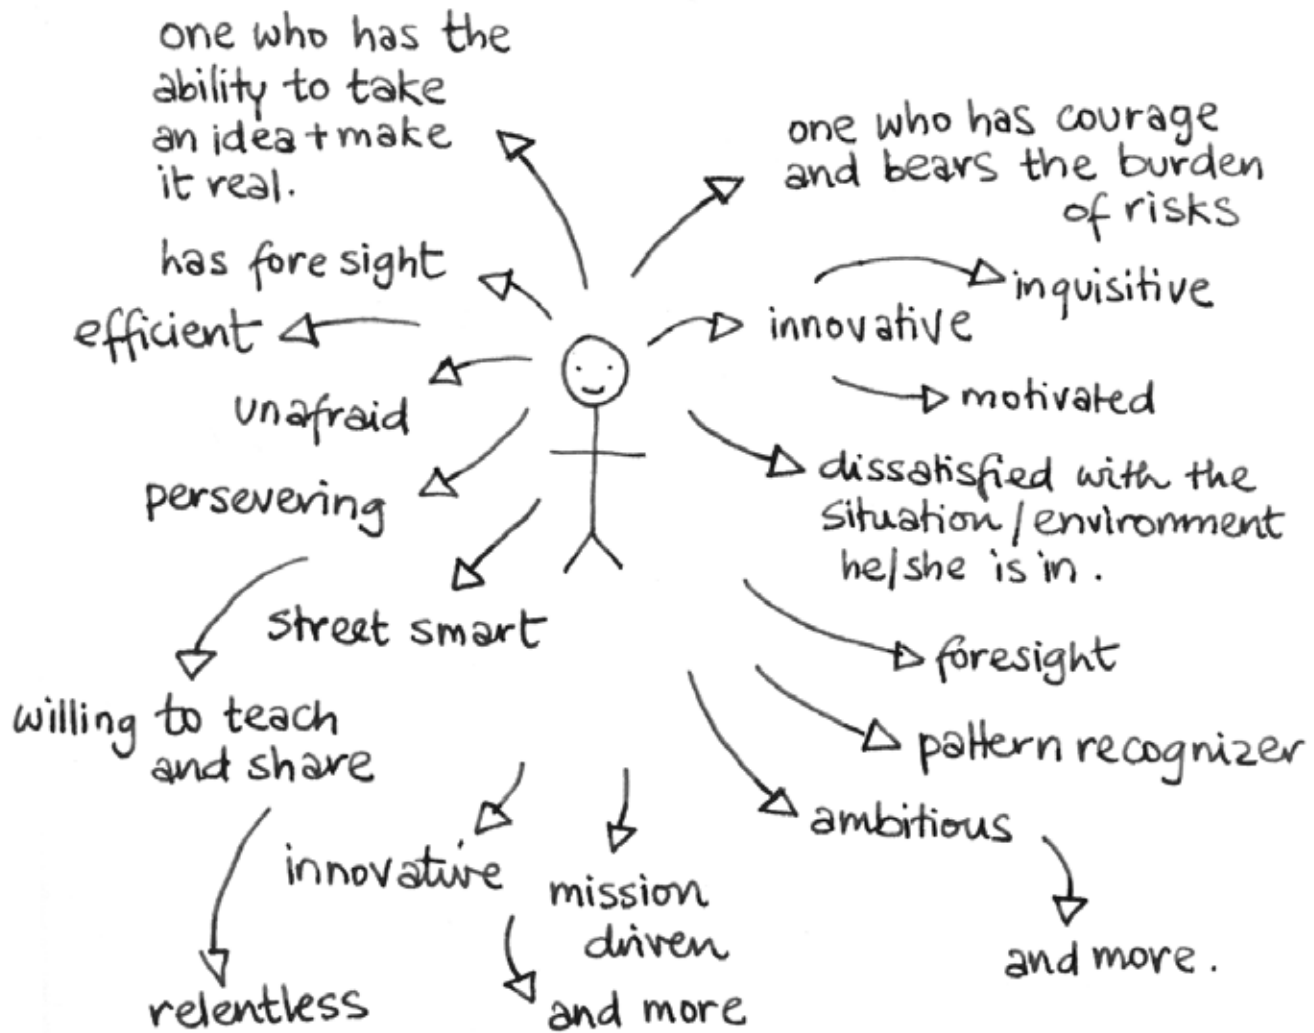 one who has the
ability to take
an idea + make
it real.
one who has courage
and bears the burden
of risks
has foresight
inquisitive
efficient
innovative
unafraid
motivated
persevering
dissatisfied with the
situation / environment
he/she is in.
street smart
foresight
willing to teach
and share
pattern recognizer
ambitious
innovative
mission
driven
and more.
relentless
and more